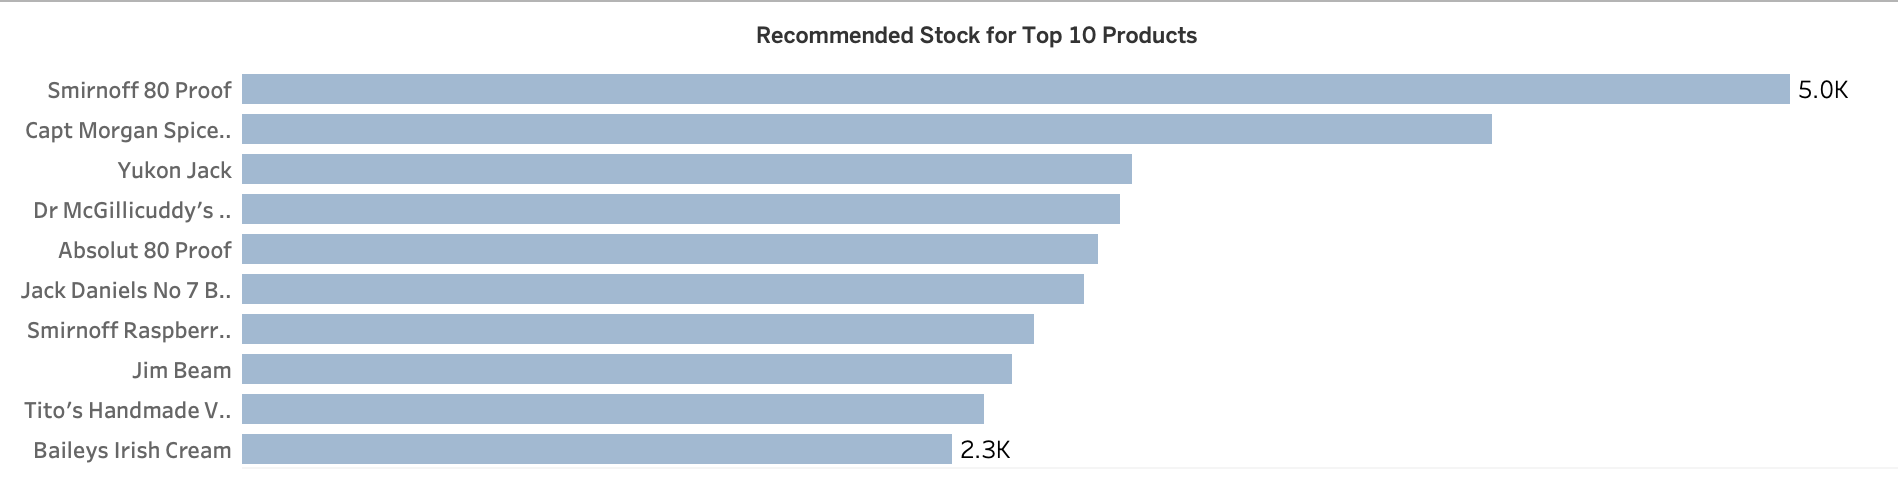 Recommended Stock for Top 10 Products
Smirnoff 80 Proof 5.0K
Capt Morgan Spice..
Yukon Jack
Dr McGillicuddy's ..
Absolut 80 Proof
Jack Daniels No 7 B..
Smirnoff Raspberr..
Jim Beam
Tito's Handmade V..
Baileys Irish Cream 2.3K